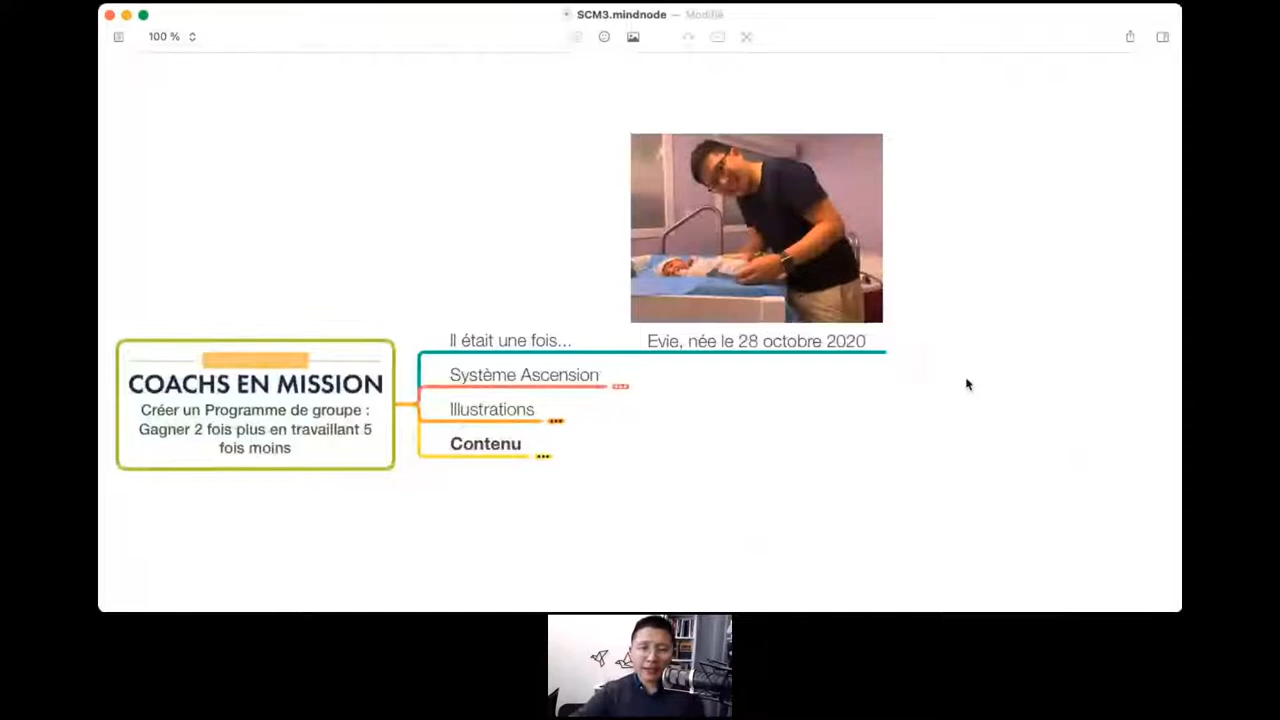 SCM3.mindnode — Modifié
100 %
Il était une fois...
Evie, née le 28 octobre 2020
COACHS EN MISSION
Créer un Programme de groupe :
Gagner 2 fois plus en travaillant 5
fois moins
Système Ascension
Illustrations
Contenu